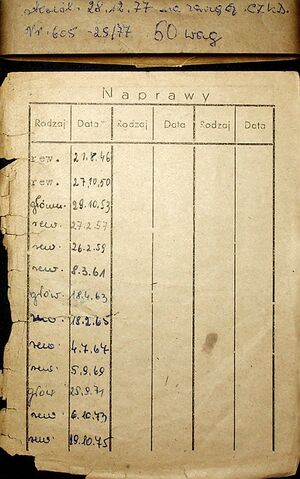 28.12.77
Nr. 605-25/77 50 wag
Naprawy
Rodzaj Data Rodzaj Data Rodzaj Data
rew. 21.8.46
rew. 27.10.50
główn. 29.10.53
rew. 27.2.57
rew. 26.2.59
rew. 8.3.61
głów. 18.4.63
rew. 18.2.65
rew. 4.7.67
rew. 5.9.69
głów 25.9.71
rew. 6.10.73
rew. 19.10.75